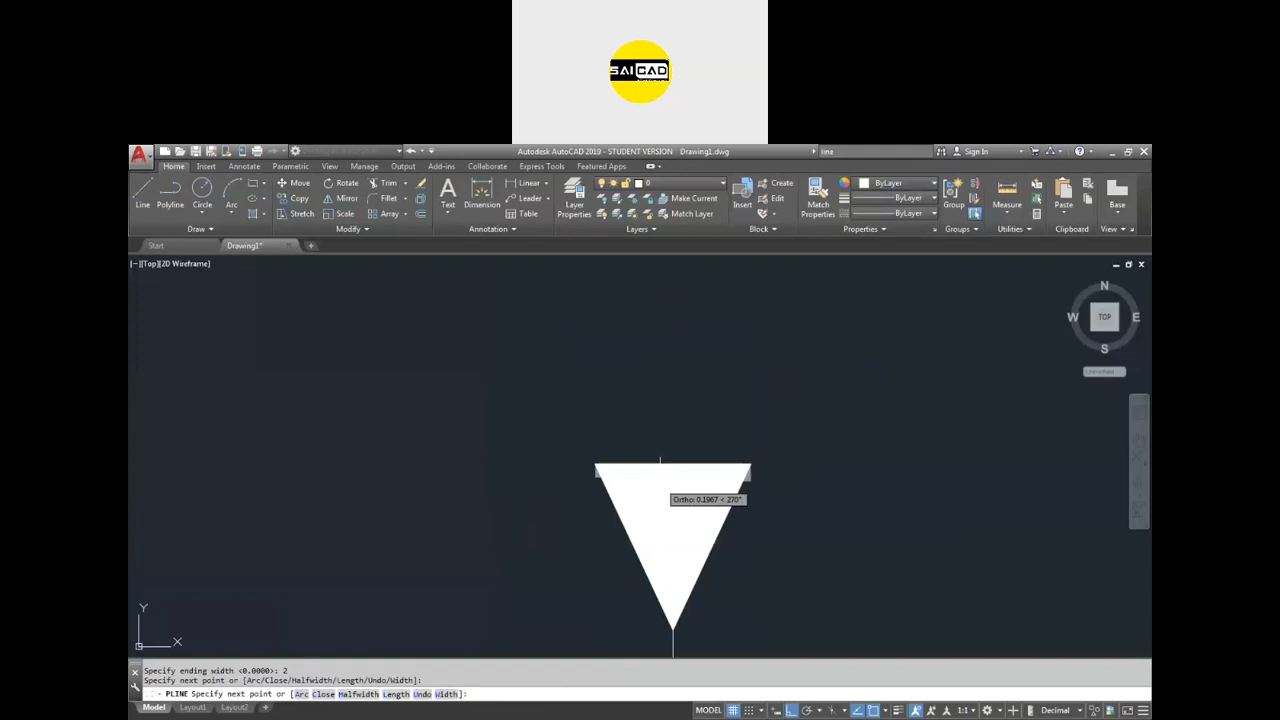 SAI CAD
Autodesk AutoCAD 2019 - STUDENT VERSION Drawing1.dwg
line
Sign In
Home Insert Annotate Parametric View Manage Output Add-ins Collaborate Express Tools Featured Apps
Line Polyline Circle Arc
Move Rotate Trim
Copy Mirror Fillet
Stretch Scale Array
Text Dimension
Linear
Leader
Table
Layer Properties
0
Make Current
Match Layer
Insert
Create
Edit
Match Properties
ByLayer
ByLayer
ByLayer
Group
Measure
Paste
Base
Draw Modify Annotation Layers Block Properties Groups Utilities Clipboard View
Start Drawing1*
[−][Top][2D Wireframe]
N
W TOP E
S
Unnamed
Ortho: 0.1967 < 270°
Y
X
Specify ending width <0.0000>: 2
Specify next point or [Arc/Close/Halfwidth/Length/Undo/Width]:
PLINE Specify next point or [Arc Close Halfwidth Length Undo Width]:
Model Layout1 Layout2 +
MODEL 1:1 Decimal